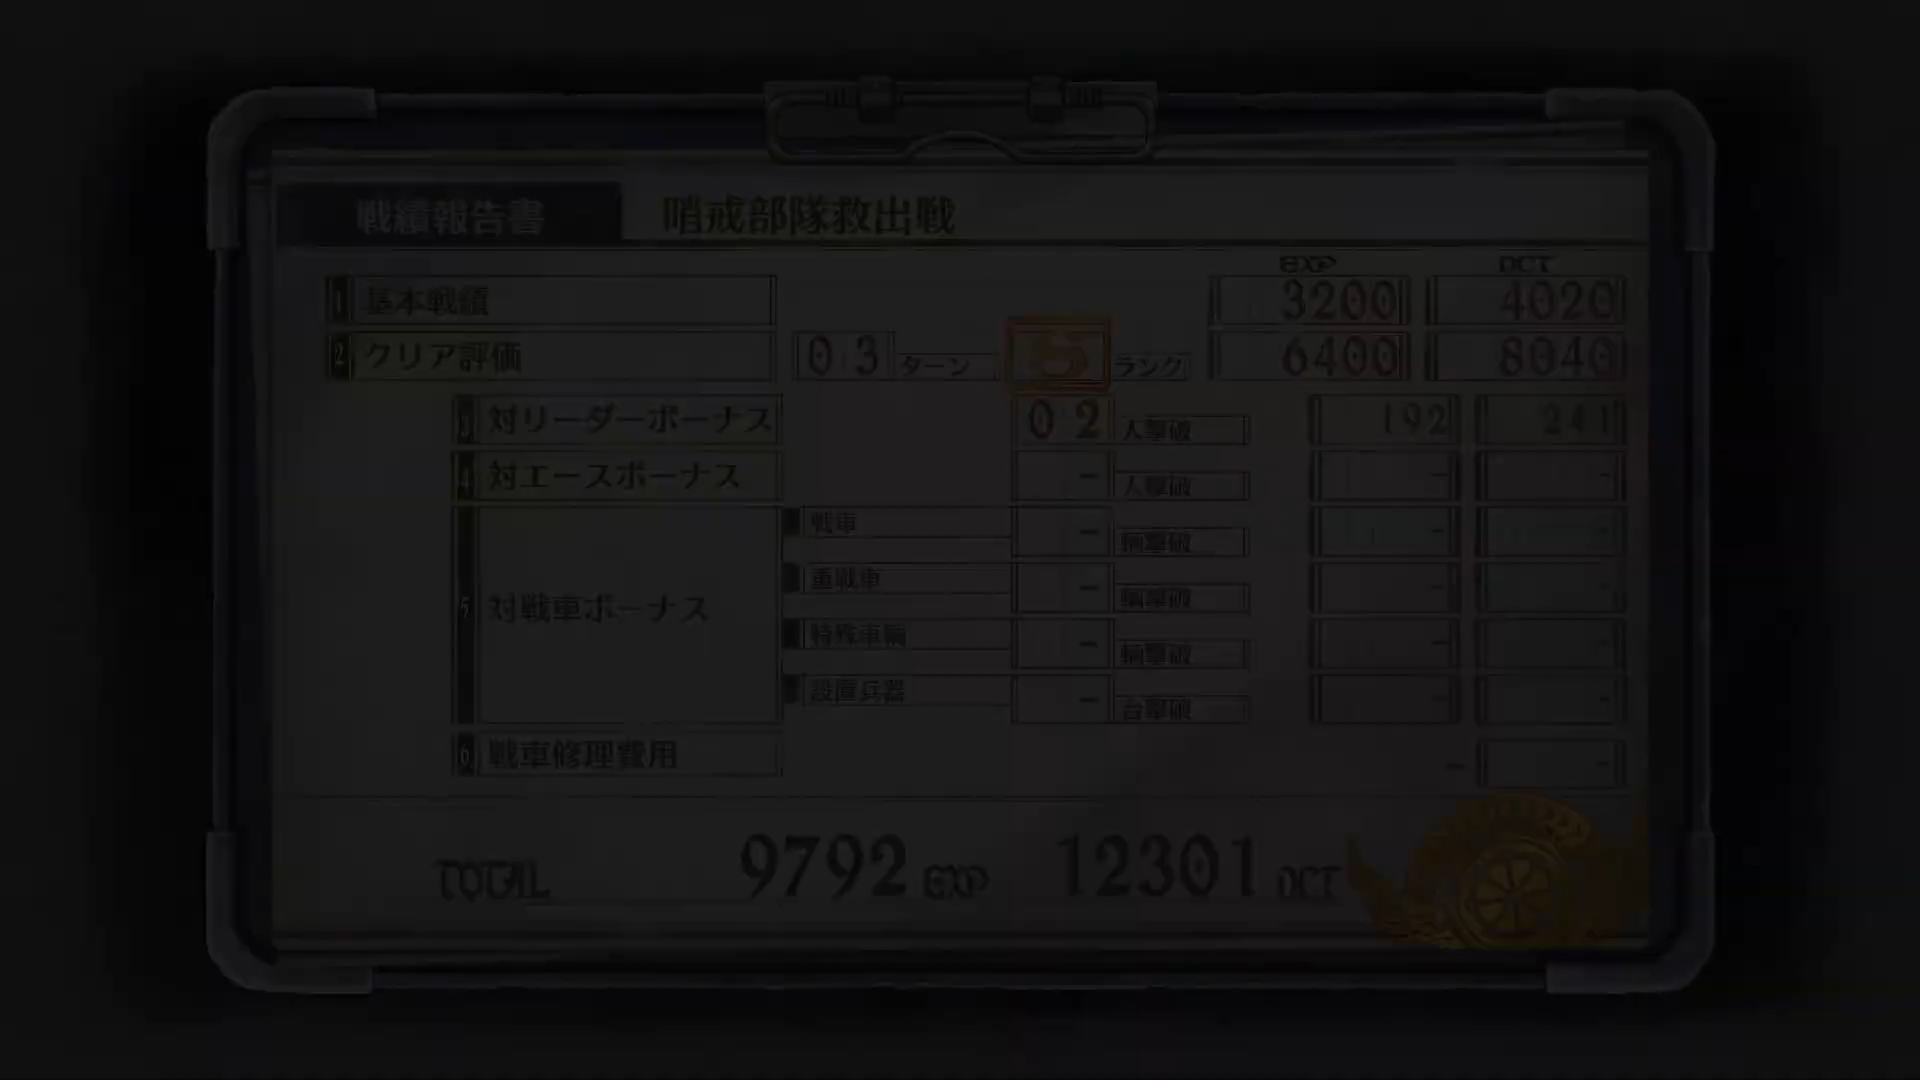 戦績報告書 哨戒部隊救出戦
EXP DCT
1 基本戦績 3200 4020
2 クリア評価 03 ターン S ランク 6400 8040
3 対リーダーボーナス 02 人撃破 192 241
4 対エースボーナス - 人撃破 - -
5 対戦車ボーナス
戦車 - 輌撃破 - -
重戦車 - 輌撃破 - -
特殊車輌 - 輌撃破 - -
設置兵器 - 台撃破 - -
6 戦車修理費用 - -
TOTAL 9792 EXP 12301 DCT